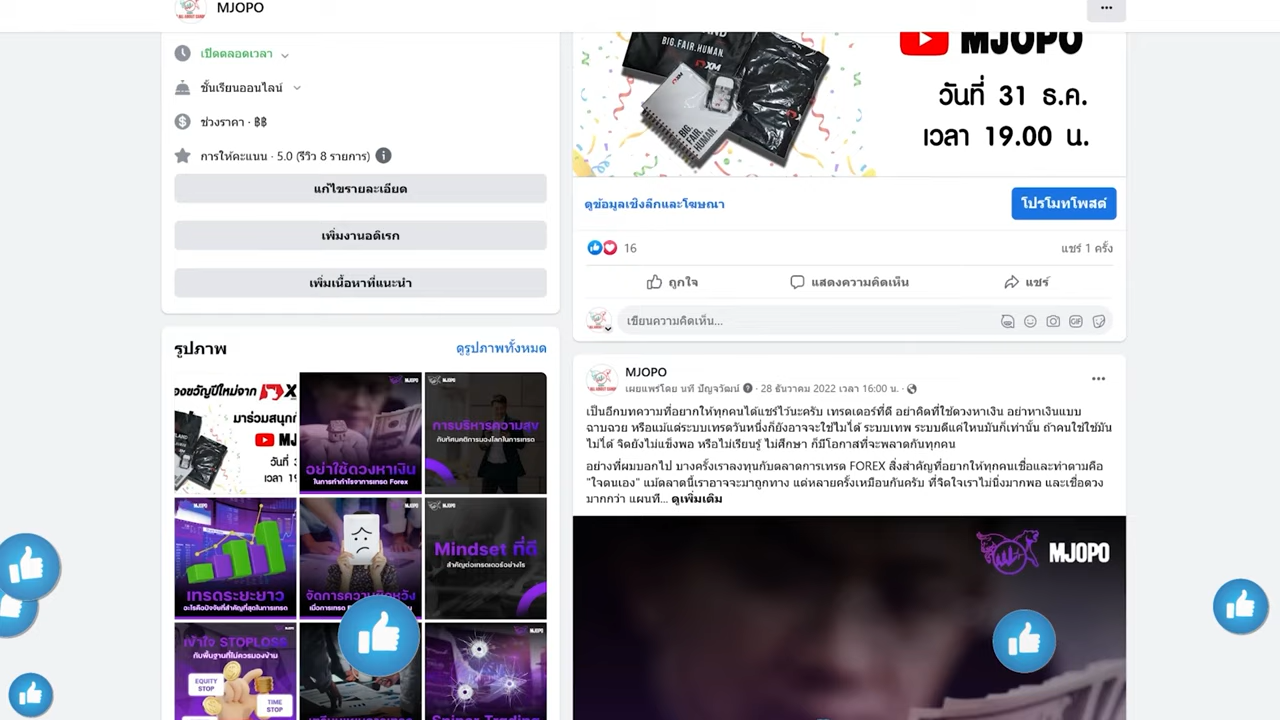 MJOPO
เปิดตลอดเวลา
ชั้นเรียนออนไลน์
ช่วงราคา · ฿฿
การให้คะแนน · 5.0 (รีวิว 8 รายการ)
แก้ไขรายละเอียด
เพิ่มงานอดิเรก
เพิ่มเนื้อหาที่แนะนำ
รูปภาพ
ดูรูปภาพทั้งหมด
มาร่วมสนุก
MJOPO
อย่าใช้ดวงหาเงิน
ในการทำกำไรจาการเทรด Forex
MJOPO
การบริหารความ
กับทัศนคติการมองโลกในการเทรด
MJOPO
เทรดระยะยาว
อะไรคือปัจจัยที่สำคัญที่สุดในการเทรด
MJOPO
จัดการความ
MJOPO
Mindset ที่ดี
สำคัญต่อเทรดเดอร์อย่างไร
เข้าใจ STOPLOSS
กับพื้นฐานที่ไม่ควรมองข้าม
EQUITY
STOP
TIME
STOP
MJOPO
Sniper Trading
BIG.FAIR.HUMAN.
XM
BIG.
FAIR.
HUMAN.
MJOPO
วันที่ 31 ธ.ค.
เวลา 19.00 น.
ดูข้อมูลเชิงลึกและโฆษณา
โปรโมทโพสต์
16
แชร์ 1 ครั้ง
ถูกใจ
แสดงความคิดเห็น
แชร์
เขียนความคิดเห็น...
GIF
MJOPO
เผยแพร่โดย นที ปัญจวัฒน์ · 28 ธันวาคม 2022 เวลา 16:00 น. ·
เป็นอีกบทความที่อยากให้ทุกคนได้แชร์ไว้นะครับ เทรดเดอร์ที่ดี อย่าคิดที่ใช้ดวงหาเงิน อย่าหาเงินแบบ
ฉาบฉวย หรือแม้แต่ระบบเทรดวันหนึ่งก็ยังอาจจะใช้ไม่ได้ ระบบเทพ ระบบดีแค่ไหนมันก็เท่านั้น ถ้าคนใช้ใช้มัน
ไม่ได้ จิตยังไม่แข็งพอ หรือไม่เรียนรู้ ไม่ศึกษา ก็มีโอกาสที่จะพลาดกันทุกคน
อย่างที่ผมบอกไป บางครั้งเราลงทุนกับตลาดการเทรด FOREX สิ่งสำคัญที่อยากให้ทุกคนเชื่อและทำตามคือ
"ใจตนเอง" แม้ตลาดนี้เราอาจจะมาถูกทาง แต่หลายครั้งเหมือนกันครับ ที่จิตใจเราไม่นิ่งมากพอ และเชื่อดวง
มากกว่า แผนที... ดูเพิ่มเติม
MJOPO